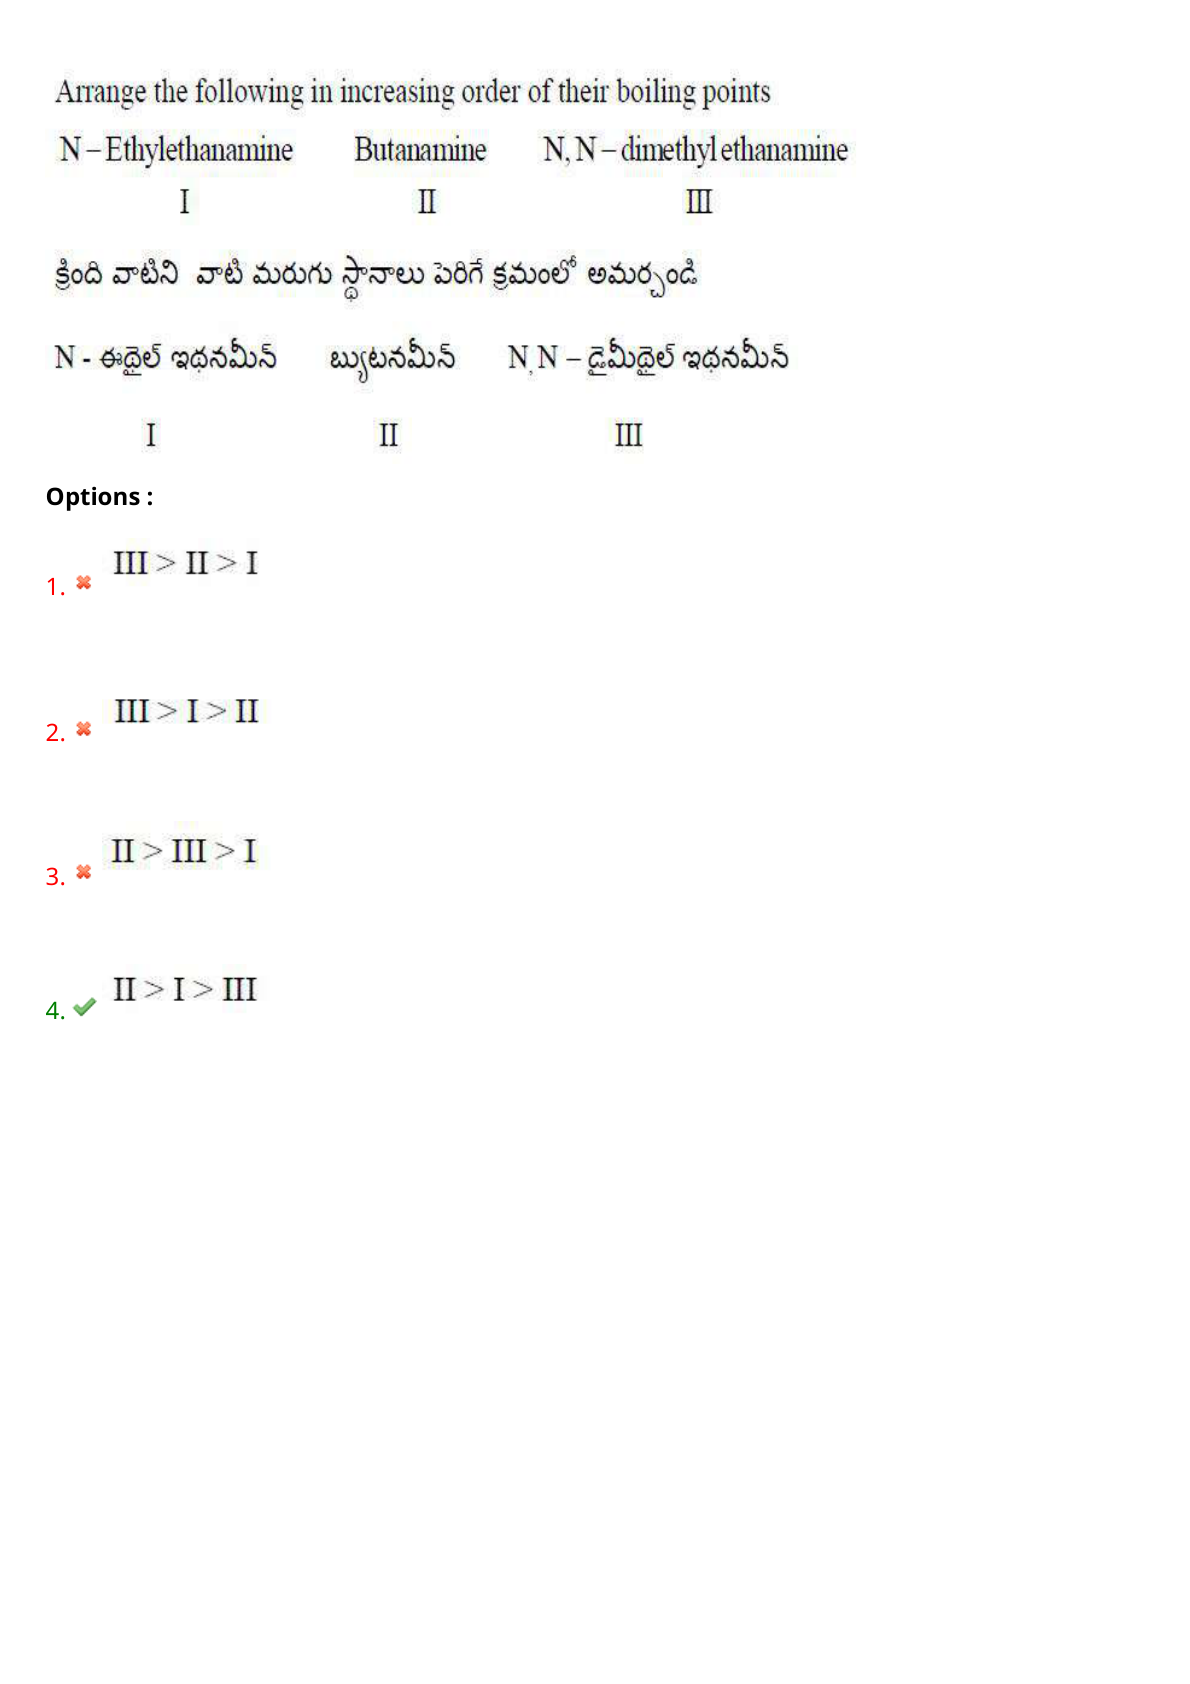 Arrange the following in increasing order of their boiling points
N – Ethylethanamine Butanamine N, N – dimethyl ethanamine
I II III
క్రింది వాటిని వాటి మరుగు స్థానాలు పెరిగే క్రమంలో అమర్చండి
N - ఈథైల్ ఇథనమీన్ బ్యుటనమీన్ N, N – డైమీథైల్ ఇథనమీన్
I II III
Options :
1. III > II > I
2. III > I > II
3. II > III > I
4. II > I > III